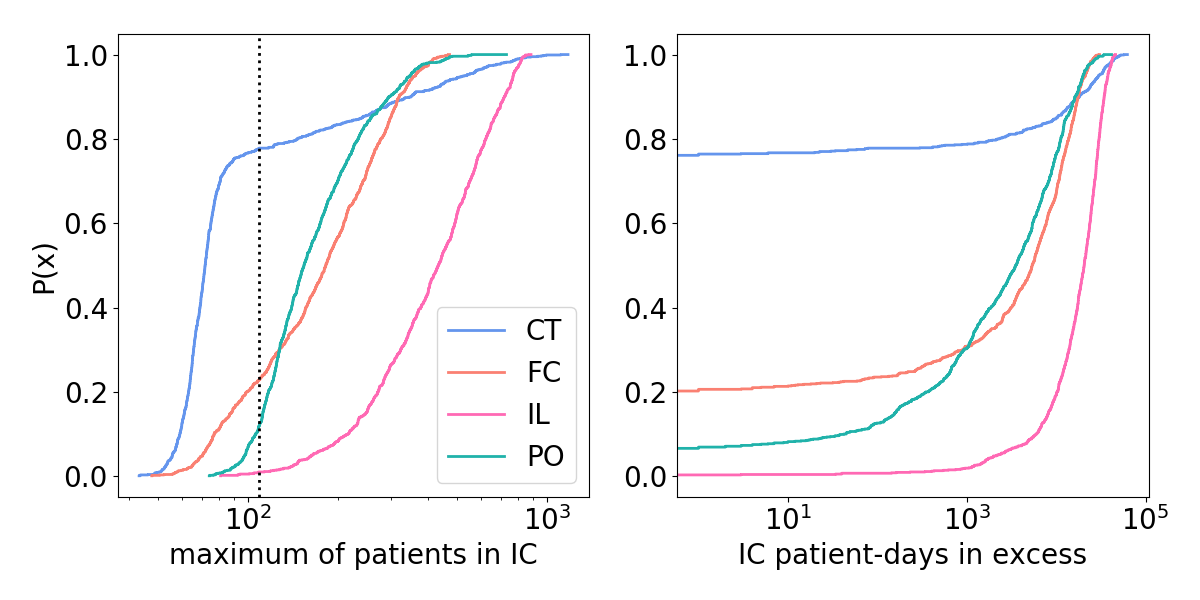 P(x)
1.0
0.8
0.6
0.4
0.2
0.0
10²
10³
maximum of patients in IC
CT
FC
IL
PO
1.0
0.8
0.6
0.4
0.2
0.0
10¹
10³
10⁵
IC patient-days in excess